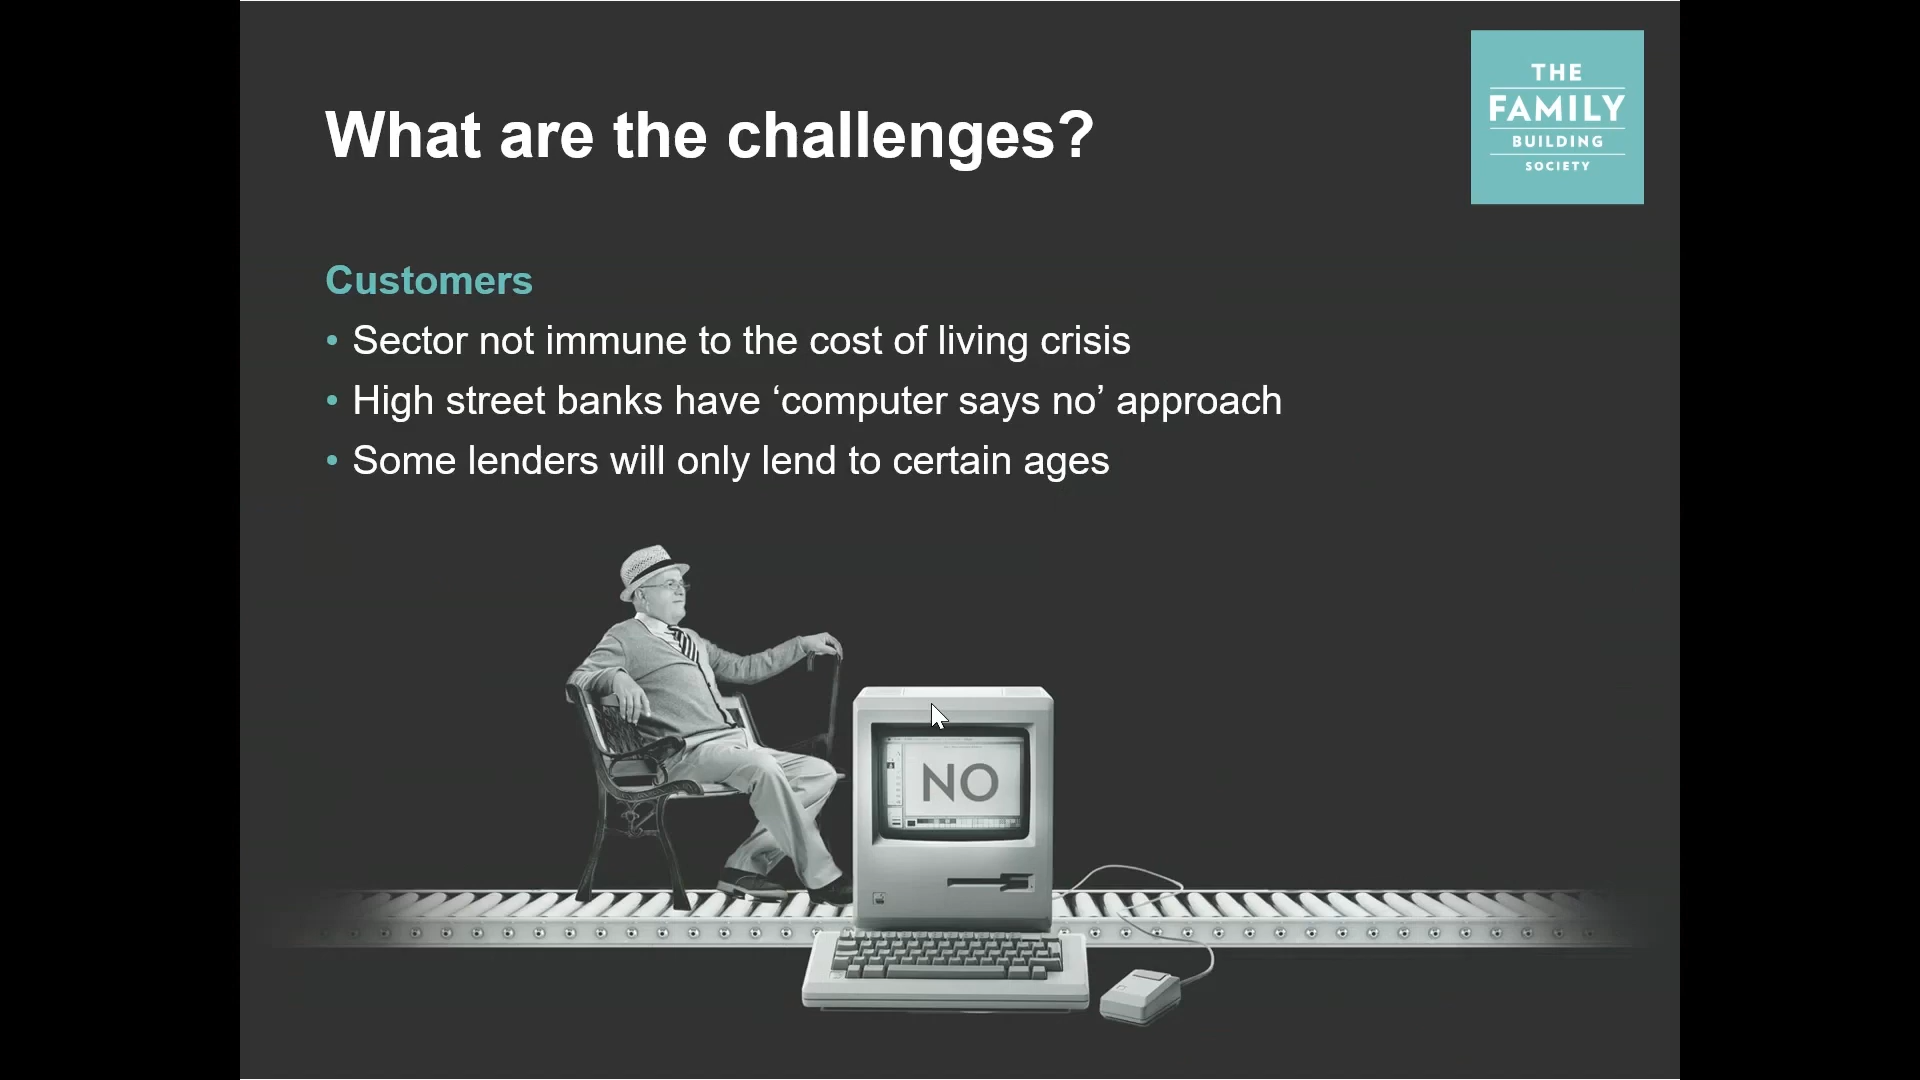 THE
FAMILY
BUILDING
SOCIETY
What are the challenges?
Customers
• Sector not immune to the cost of living crisis
• High street banks have ‘computer says no’ approach
• Some lenders will only lend to certain ages
NO